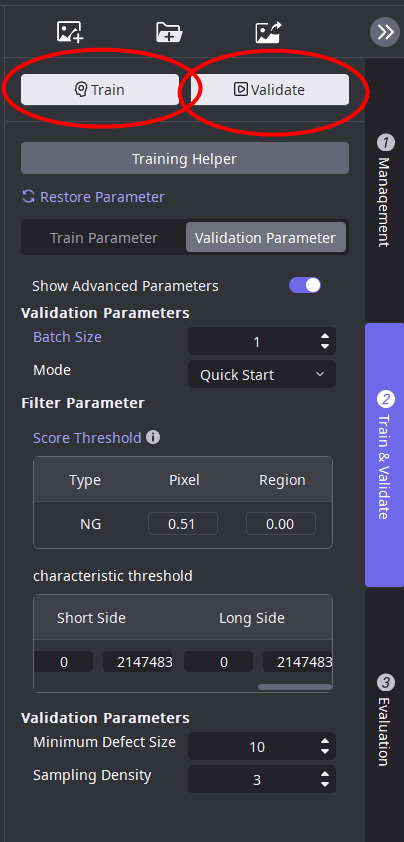 Train Validate
Training Helper
Restore Parameter
Train Parameter Validation Parameter
Show Advanced Parameters
Validation Parameters
Batch Size 1
Mode Quick Start
Filter Parameter
Score Threshold
Type Pixel Region
NG 0.51 0.00
characteristic threshold
Short Side Long Side
0 2147483 0 2147483
Validation Parameters
Minimum Defect Size 10
Sampling Density 3
1 Management
2 Train & Validate
3 Evaluation